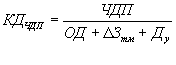 КД_ЧДП = ЧДП / (ОД + ΔЗ_тм + Д_у)